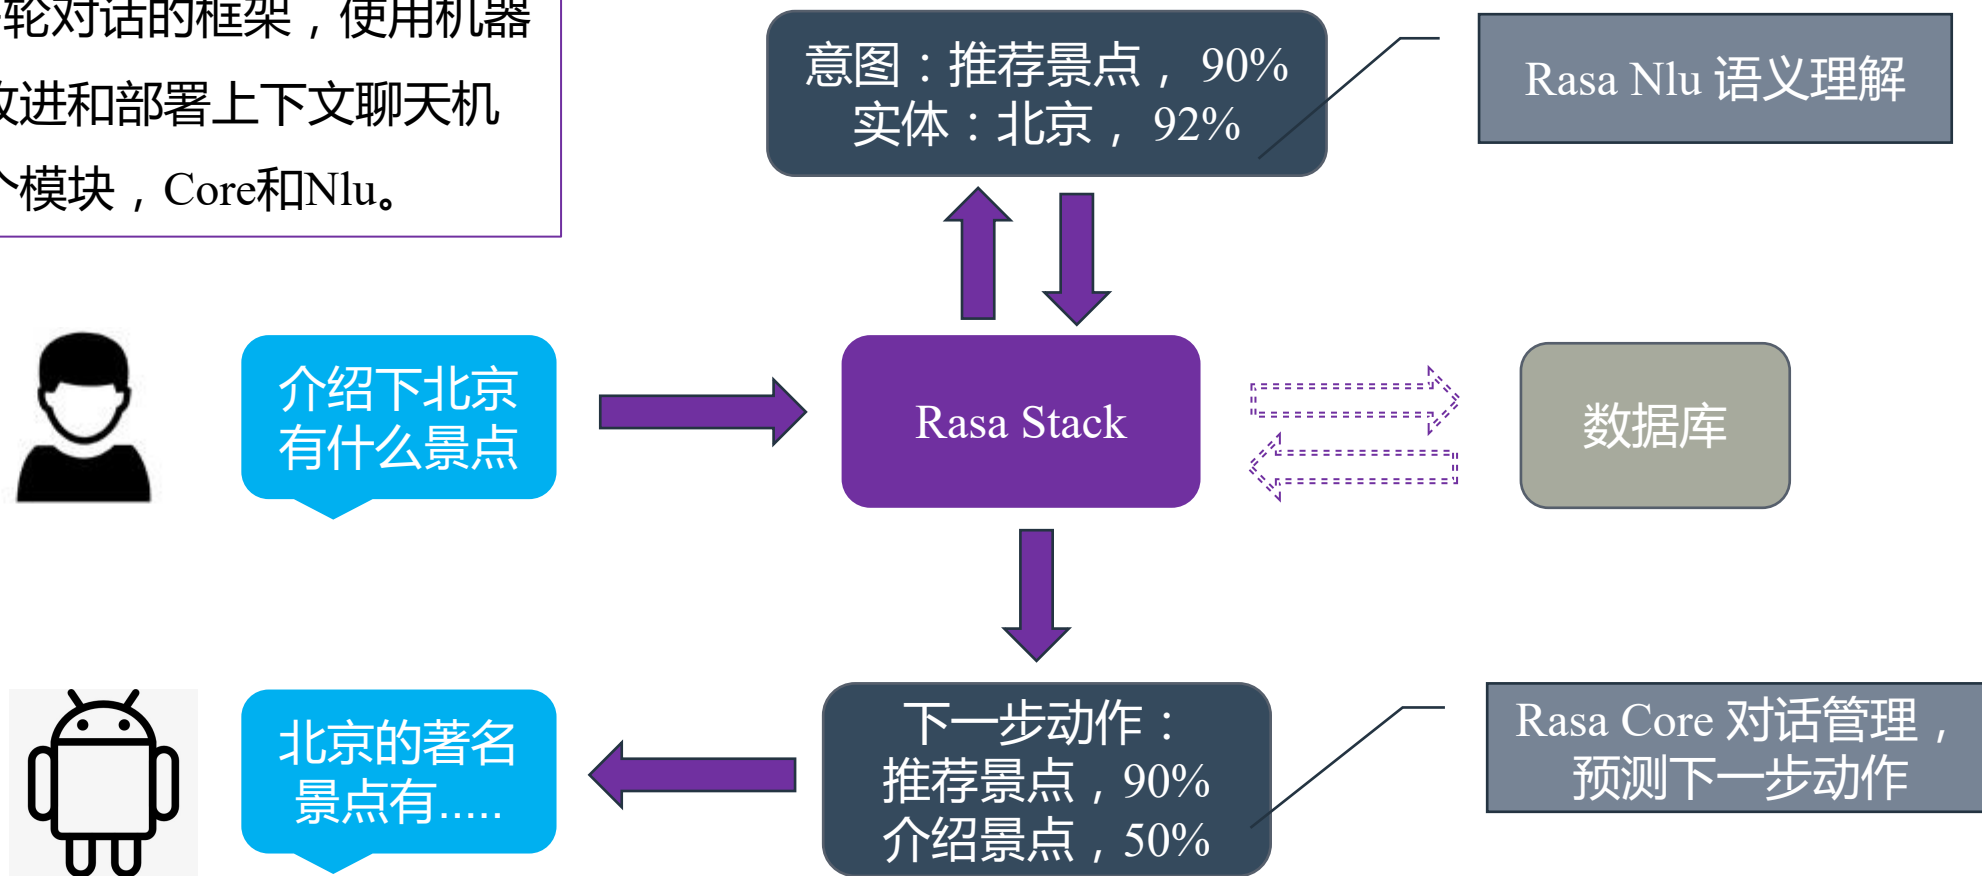 轮对话的框架，使用机器
改进和部署上下文聊天机
个模块，Core和Nlu。
意图：推荐景点， 90%
实体：北京， 92%
Rasa Nlu 语义理解
介绍下北京
有什么景点
Rasa Stack
数据库
北京的著名
景点有.....
下一步动作：
推荐景点，90%
介绍景点，50%
Rasa Core 对话管理，
预测下一步动作